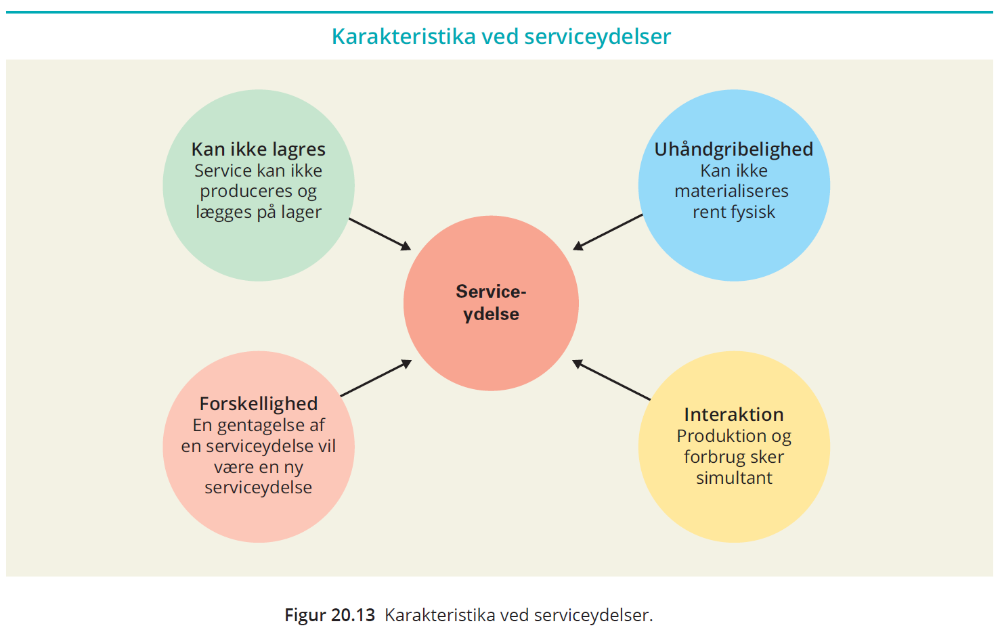 Karakteristika ved serviceydelser
Kan ikke lagres
Service kan ikke
produceres og
lægges på lager
Uhåndgribelighed
Kan ikke
materialiseres
rent fysisk
Service-
ydelse
Forskellighed
En gentagelse af
en serviceydelse vil
være en ny
serviceydelse
Interaktion
Produktion og
forbrug sker
simultant
Figur 20.13 Karakteristika ved serviceydelser.